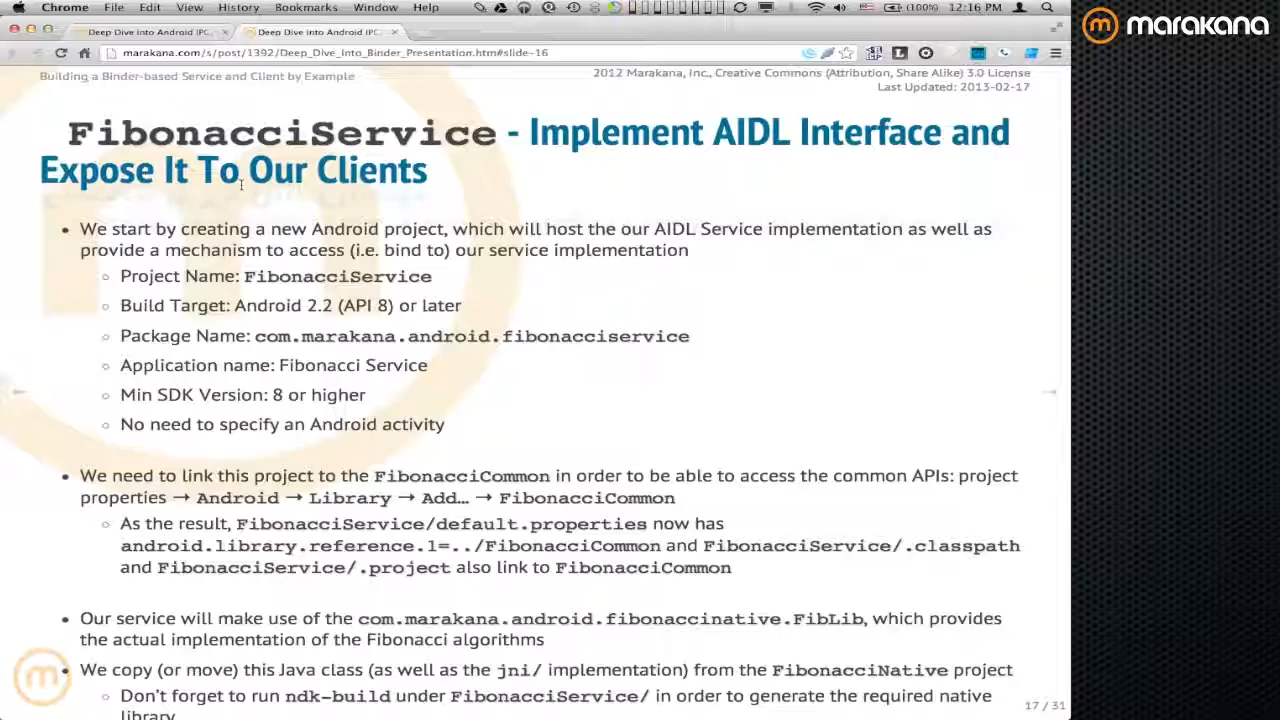 Chrome File Edit View History Bookmarks Window Help (100%) 12:16 PM
marakana
Deep Dive into Android IPC, × Deep Dive into Android IPC, ×
marakana.com/s/post/1392/Deep_Dive_Into_Binder_Presentation.htm#slide-16
Building a Binder-based Service and Client by Example
2012 Marakana, Inc., Creative Commons (Attribution, Share Alike) 3.0 License
Last Updated: 2013-02-17
FibonacciService - Implement AIDL Interface and
Expose It To Our Clients
• We start by creating a new Android project, which will host the our AIDL Service implementation as well as
provide a mechanism to access (i.e. bind to) our service implementation
◦ Project Name: FibonacciService
◦ Build Target: Android 2.2 (API 8) or later
◦ Package Name: com.marakana.android.fibonacciservice
◦ Application name: Fibonacci Service
◦ Min SDK Version: 8 or higher
◦ No need to specify an Android activity
• We need to link this project to the FibonacciCommon in order to be able to access the common APIs: project
properties → Android → Library → Add… → FibonacciCommon
◦ As the result, FibonacciService/default.properties now has
android.library.reference.1=../FibonacciCommon and FibonacciService/.classpath
and FibonacciService/.project also link to FibonacciCommon
• Our service will make use of the com.marakana.android.fibonaccinative.FibLib, which provides
the actual implementation of the Fibonacci algorithms
• We copy (or move) this Java class (as well as the jni/ implementation) from the FibonacciNative project
◦ Don't forget to run ndk-build under FibonacciService/ in order to generate the required native
library
17 / 31